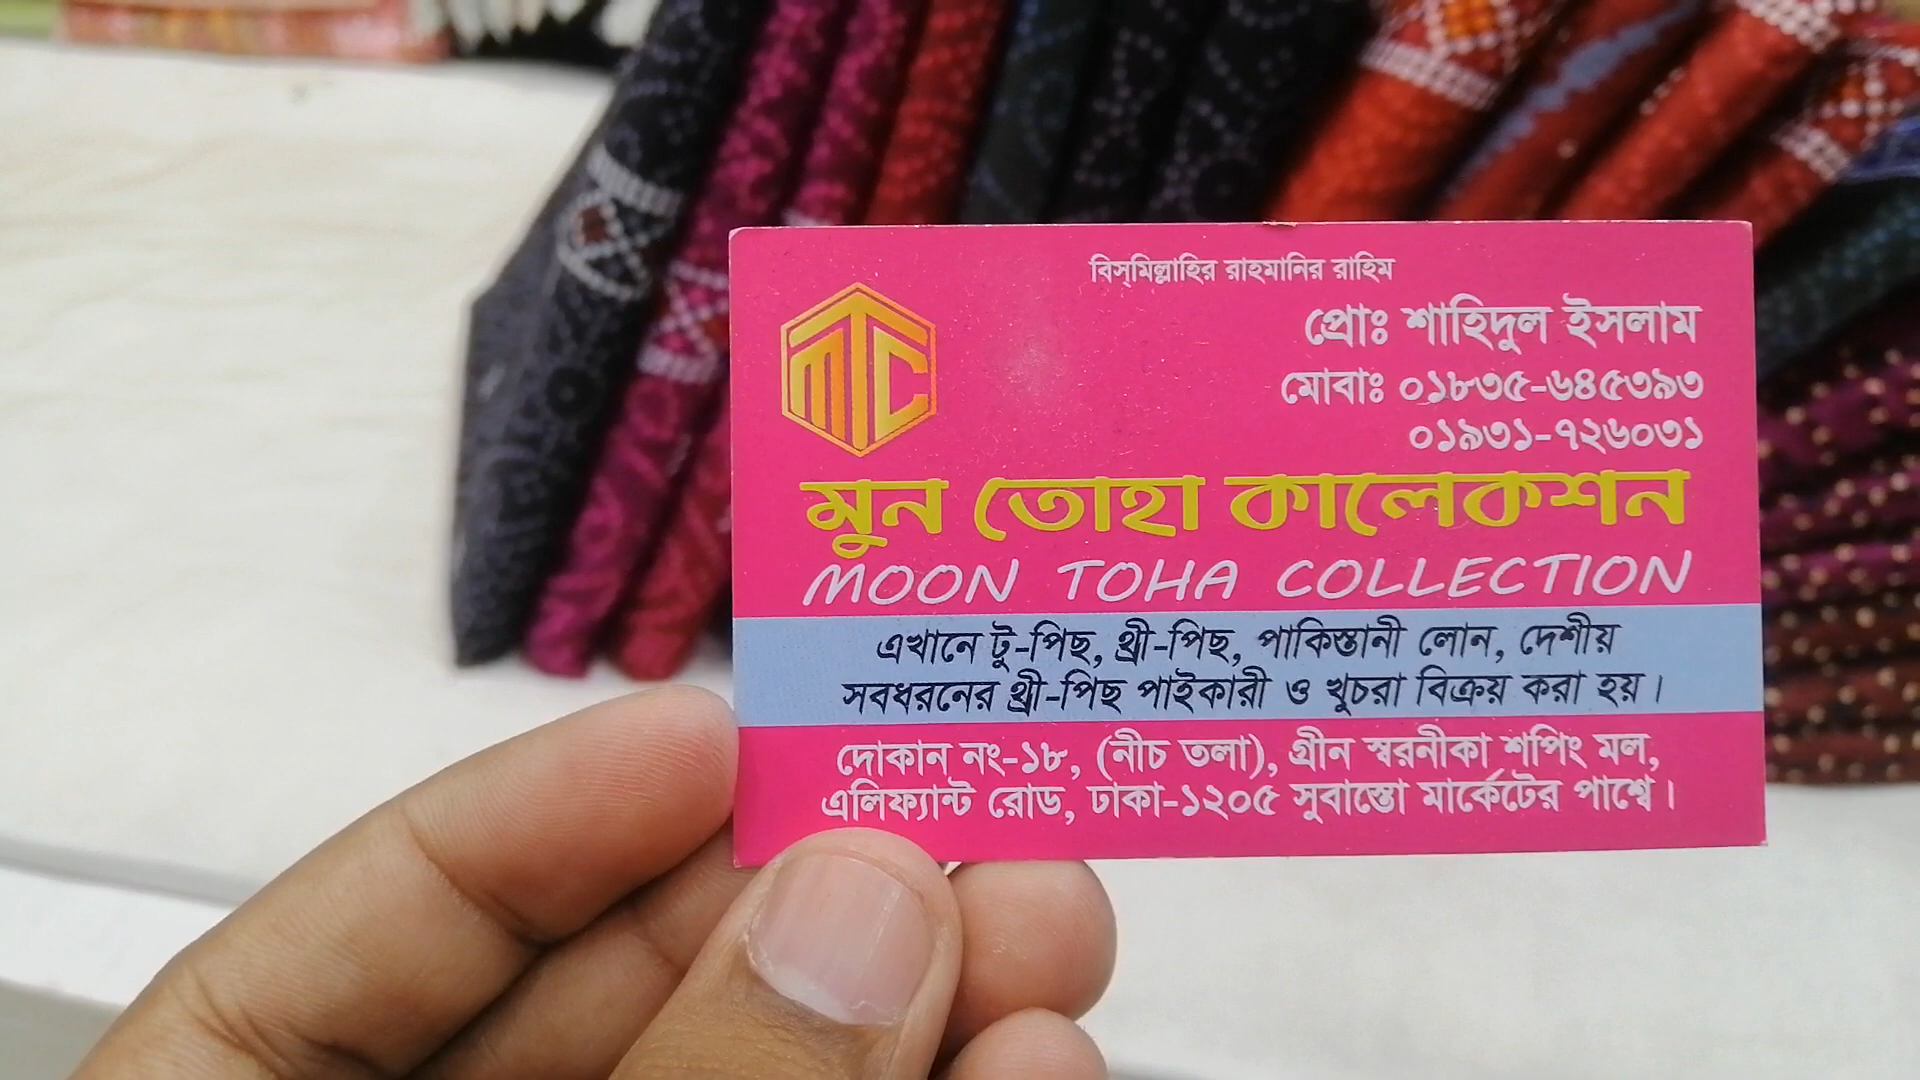 বিস্‌মিল্লাহির রাহমানির রাহিম
MTC
প্রোঃ শাহিদুল ইসলাম
মোবাঃ ০১৮৩৫-৬৪৫৩৯৩
০১৯৩১-৭২৬০৩১
মুন তোহা কালেকশন
MOON TOHA COLLECTION
এখানে টু-পিছ, থ্রী-পিছ, পাকিস্তানী লোন, দেশীয়
সবধরনের থ্রী-পিছ পাইকারী ও খুচরা বিক্রয় করা হয়।
দোকান নং-১৮, (নীচ তলা), গ্রীন স্বরনীকা শপিং মল,
এলিফ্যান্ট রোড, ঢাকা-১২০৫ সুবাস্তো মার্কেটের পাশ্বে।